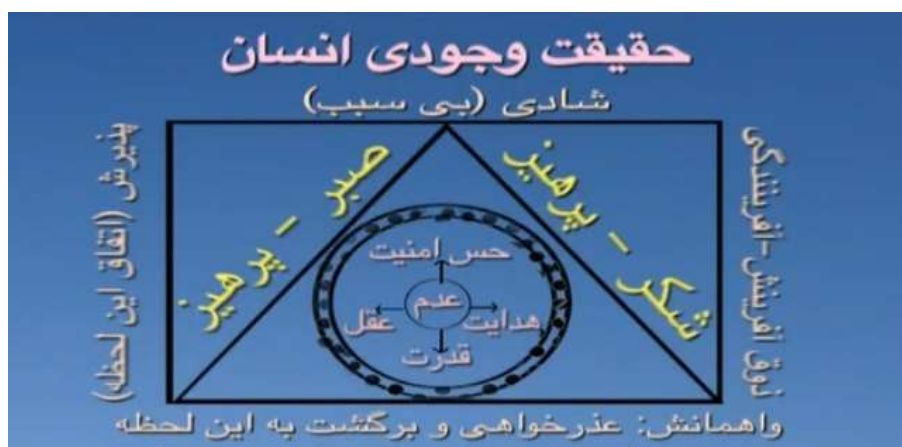 حقیقت وجودی انسان
شادی (بی سبب)
پذیرش (اتفاق این لحظه)
صبر - پرهیز
شکر - پرهیز
ذوق آفرینش-آفریتندگی
حس امنیت
عدم
هدایت
عقل
قدرت
واهمانش: عذرخواهی و برگشت به این لحظه